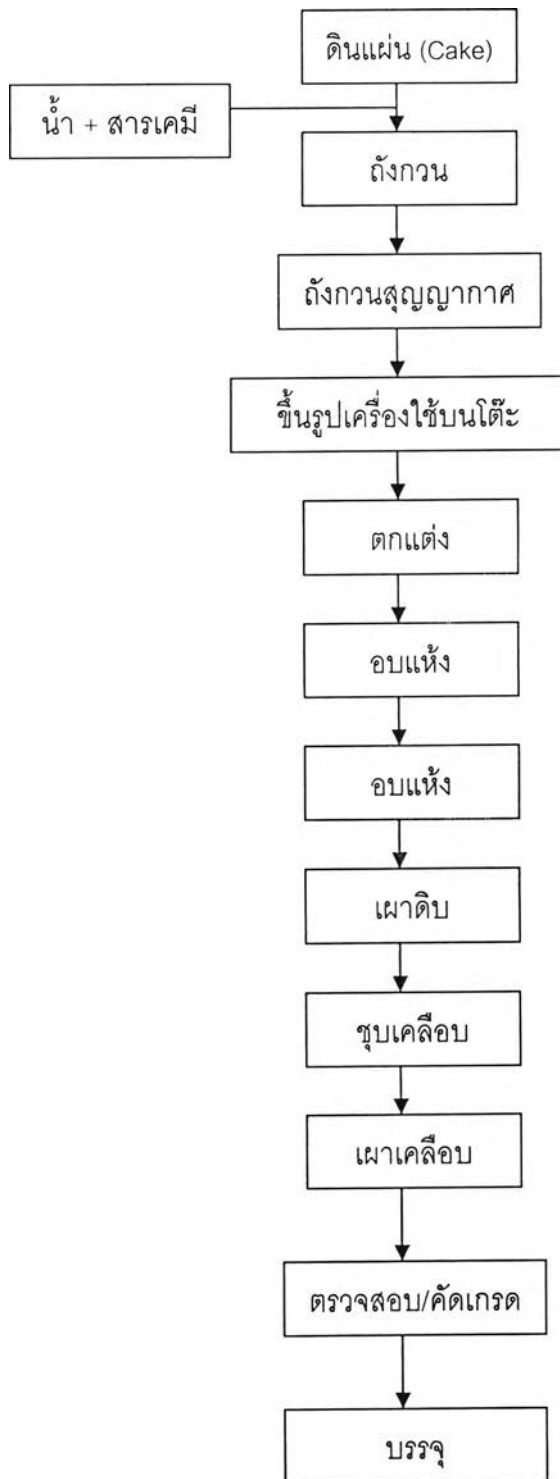 ดินแผ่น (Cake)
น้ำ + สารเคมี
ถังกวน
ถังกวนสุญญากาศ
ขึ้นรูปเครื่องใช้บนโต๊ะ
ตกแต่ง
อบแห้ง
อบแห้ง
เผาดิบ
ชุบเคลือบ
เผาเคลือบ
ตรวจสอบ/คัดเกรด
บรรจุ